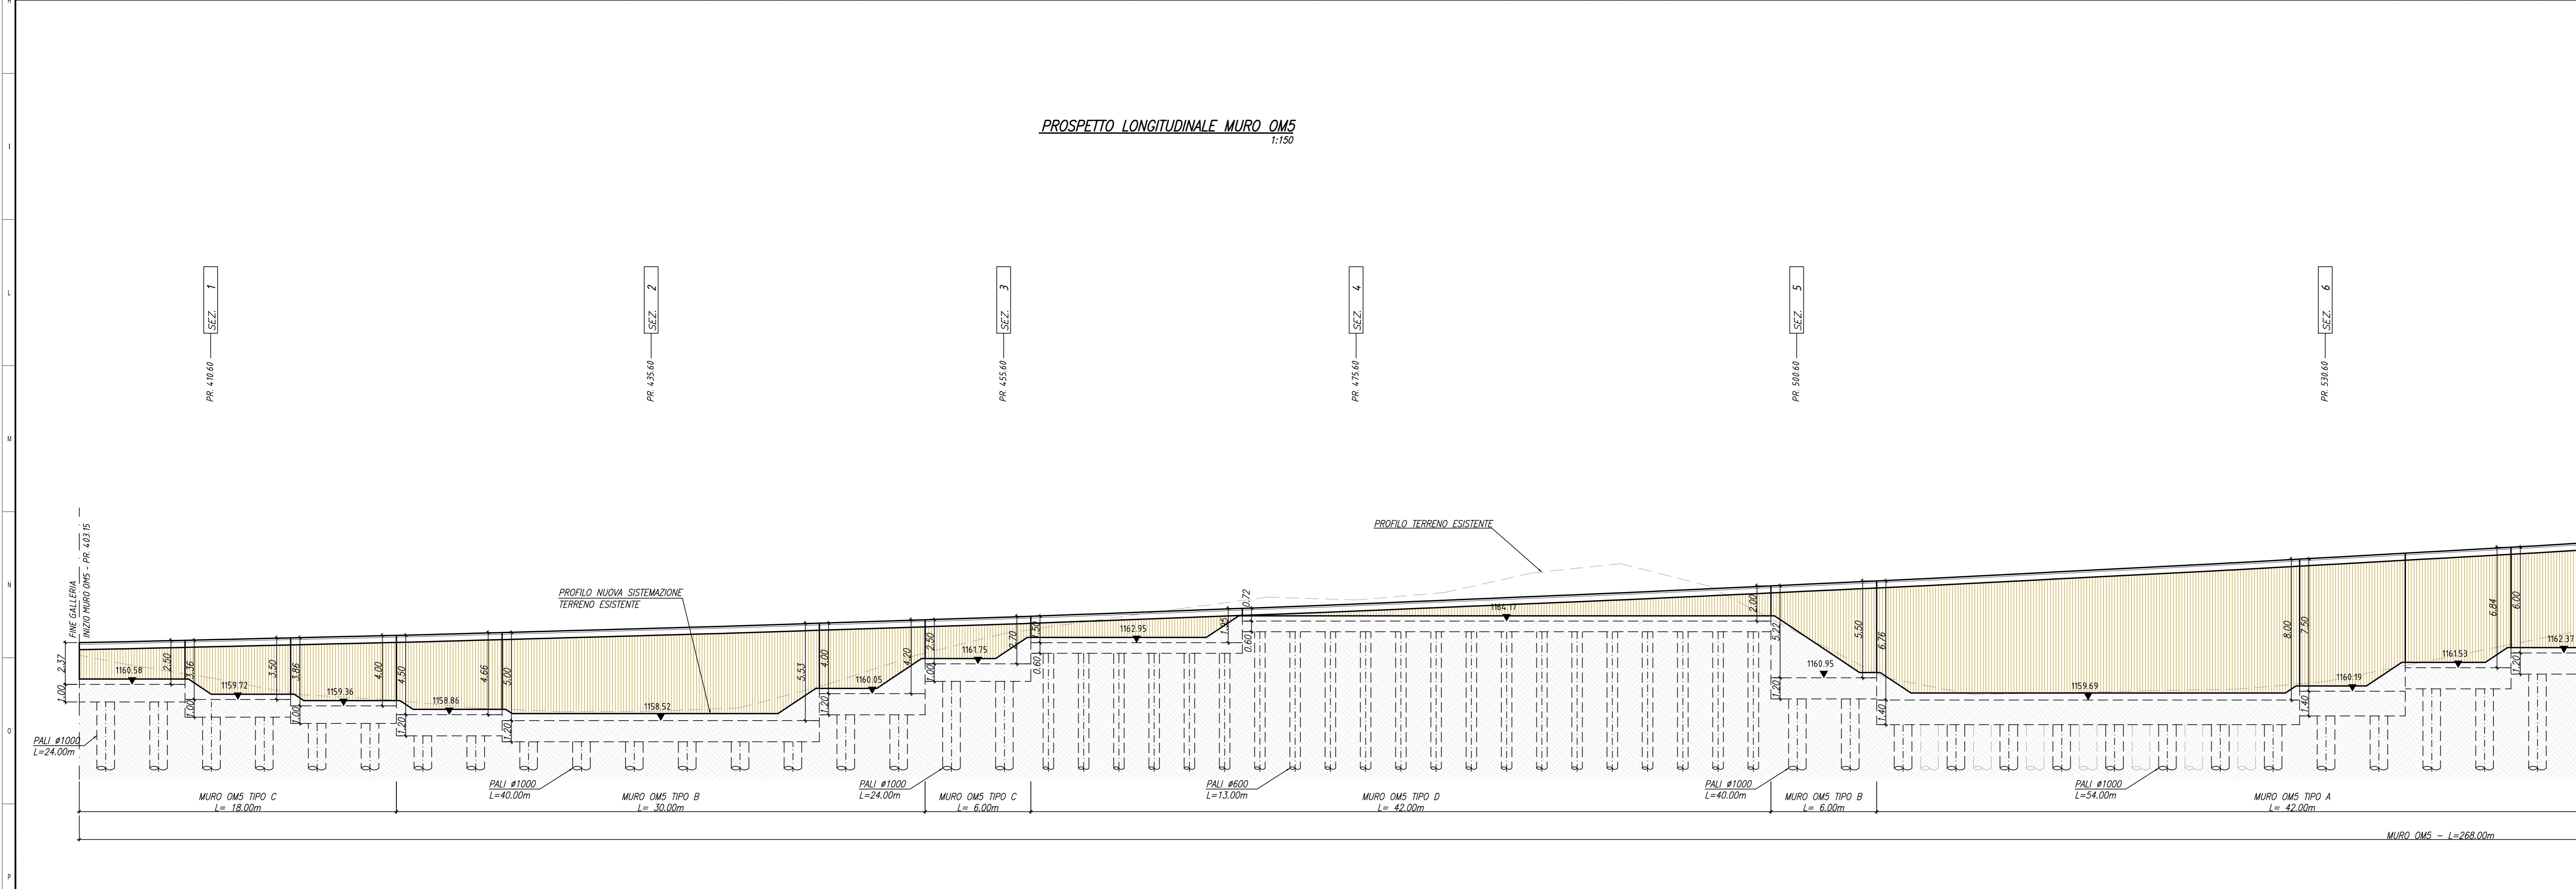 H
I
L
M
N
O
P
PROSPETTO LONGITUDINALE MURO OM5
1:150
SEZ. 1
PR. 410.60
SEZ. 2
PR. 435.60
SEZ. 3
PR. 455.60
SEZ. 4
PR. 475.60
SEZ. 5
PR. 500.60
SEZ. 6
PR. 530.60
FINE GALLERIA
INIZIO MURO OM5 - PR. 403.15
PROFILO NUOVA SISTEMAZIONE
TERRENO ESISTENTE
PROFILO TERRENO ESISTENTE
2.37
1.00
1160.58
2.50
3.36
1.00
1159.72
3.50
3.86
1.00
1159.36
4.00
4.50
1.20
1158.86
4.66
5.00
1.20
1158.52
5.53
4.00
1.20
1160.05
4.20
2.50
1.00
1161.75
2.70
1.50
0.60
1162.95
1.95
0.72
0.60
1164.17
2.00
5.22
1.20
1160.95
5.50
6.76
1.40
1159.69
8.00
7.50
1.40
1160.19
1161.53
6.84
6.00
1.20
1162.37
PALI ø1000
L=24.00m
PALI ø1000
L=40.00m
PALI ø1000
L=24.00m
PALI ø600
L=13.00m
PALI ø1000
L=40.00m
PALI ø1000
L=54.00m
MURO OM5 TIPO C
L= 18.00m
MURO OM5 TIPO B
L= 30.00m
MURO OM5 TIPO C
L= 6.00m
MURO OM5 TIPO D
L= 42.00m
MURO OM5 TIPO B
L= 6.00m
MURO OM5 TIPO A
L= 42.00m
MURO OM5 - L=268.00m